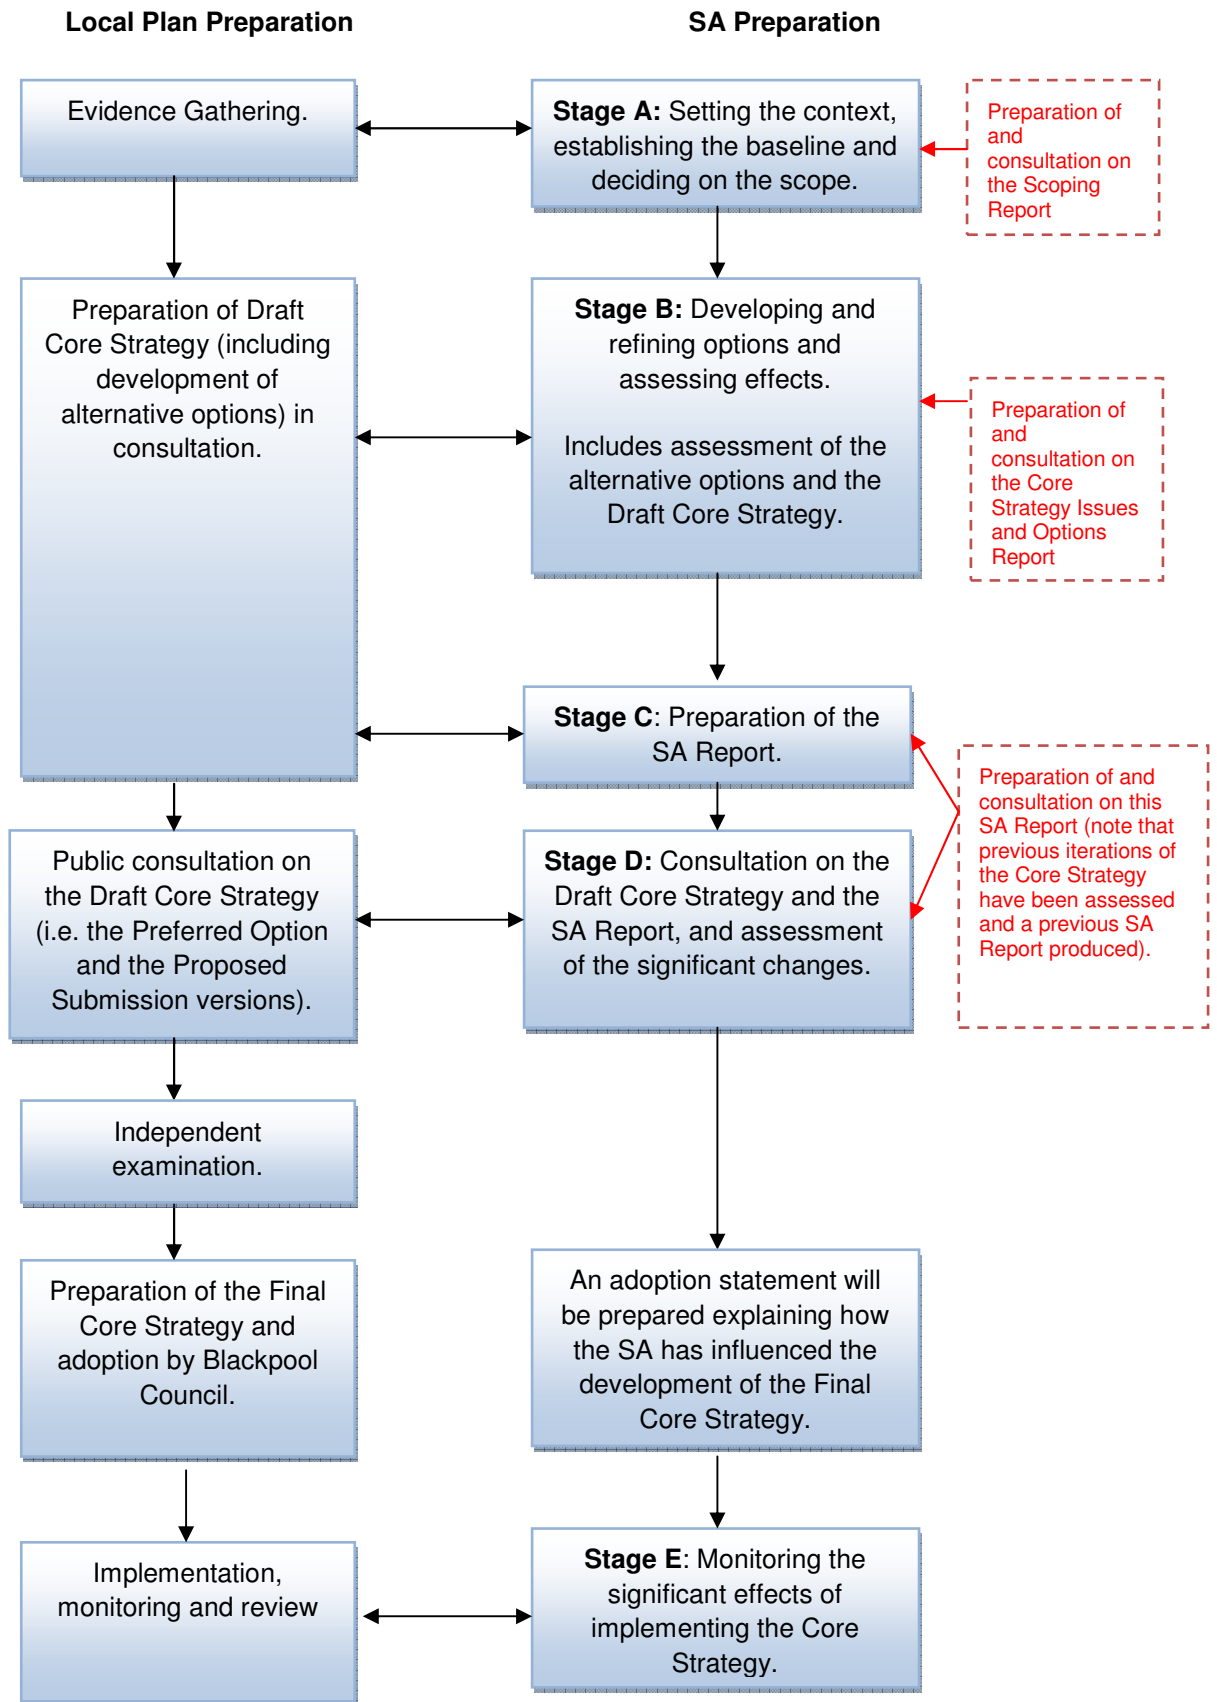 Local Plan Preparation
SA Preparation
Evidence Gathering.
Stage A: Setting the context,
establishing the baseline and
deciding on the scope.
Preparation of
and
consultation on
the Scoping
Report
Preparation of Draft
Core Strategy (including
development of
alternative options) in
consultation.
Stage B: Developing and
refining options and
assessing effects.
Includes assessment of the
alternative options and the
Draft Core Strategy.
Preparation of
and
consultation on
the Core
Strategy Issues
and Options
Report
Stage C: Preparation of the
SA Report.
Preparation of and
consultation on this
SA Report (note that
previous iterations of
the Core Strategy
have been assessed
and a previous SA
Report produced).
Public consultation on
the Draft Core Strategy
(i.e. the Preferred Option
and the Proposed
Submission versions).
Stage D: Consultation on the
Draft Core Strategy and the
SA Report, and assessment
of the significant changes.
Independent
examination.
Preparation of the Final
Core Strategy and
adoption by Blackpool
Council.
An adoption statement will
be prepared explaining how
the SA has influenced the
development of the Final
Core Strategy.
Implementation,
monitoring and review
Stage E: Monitoring the
significant effects of
implementing the Core
Strategy.